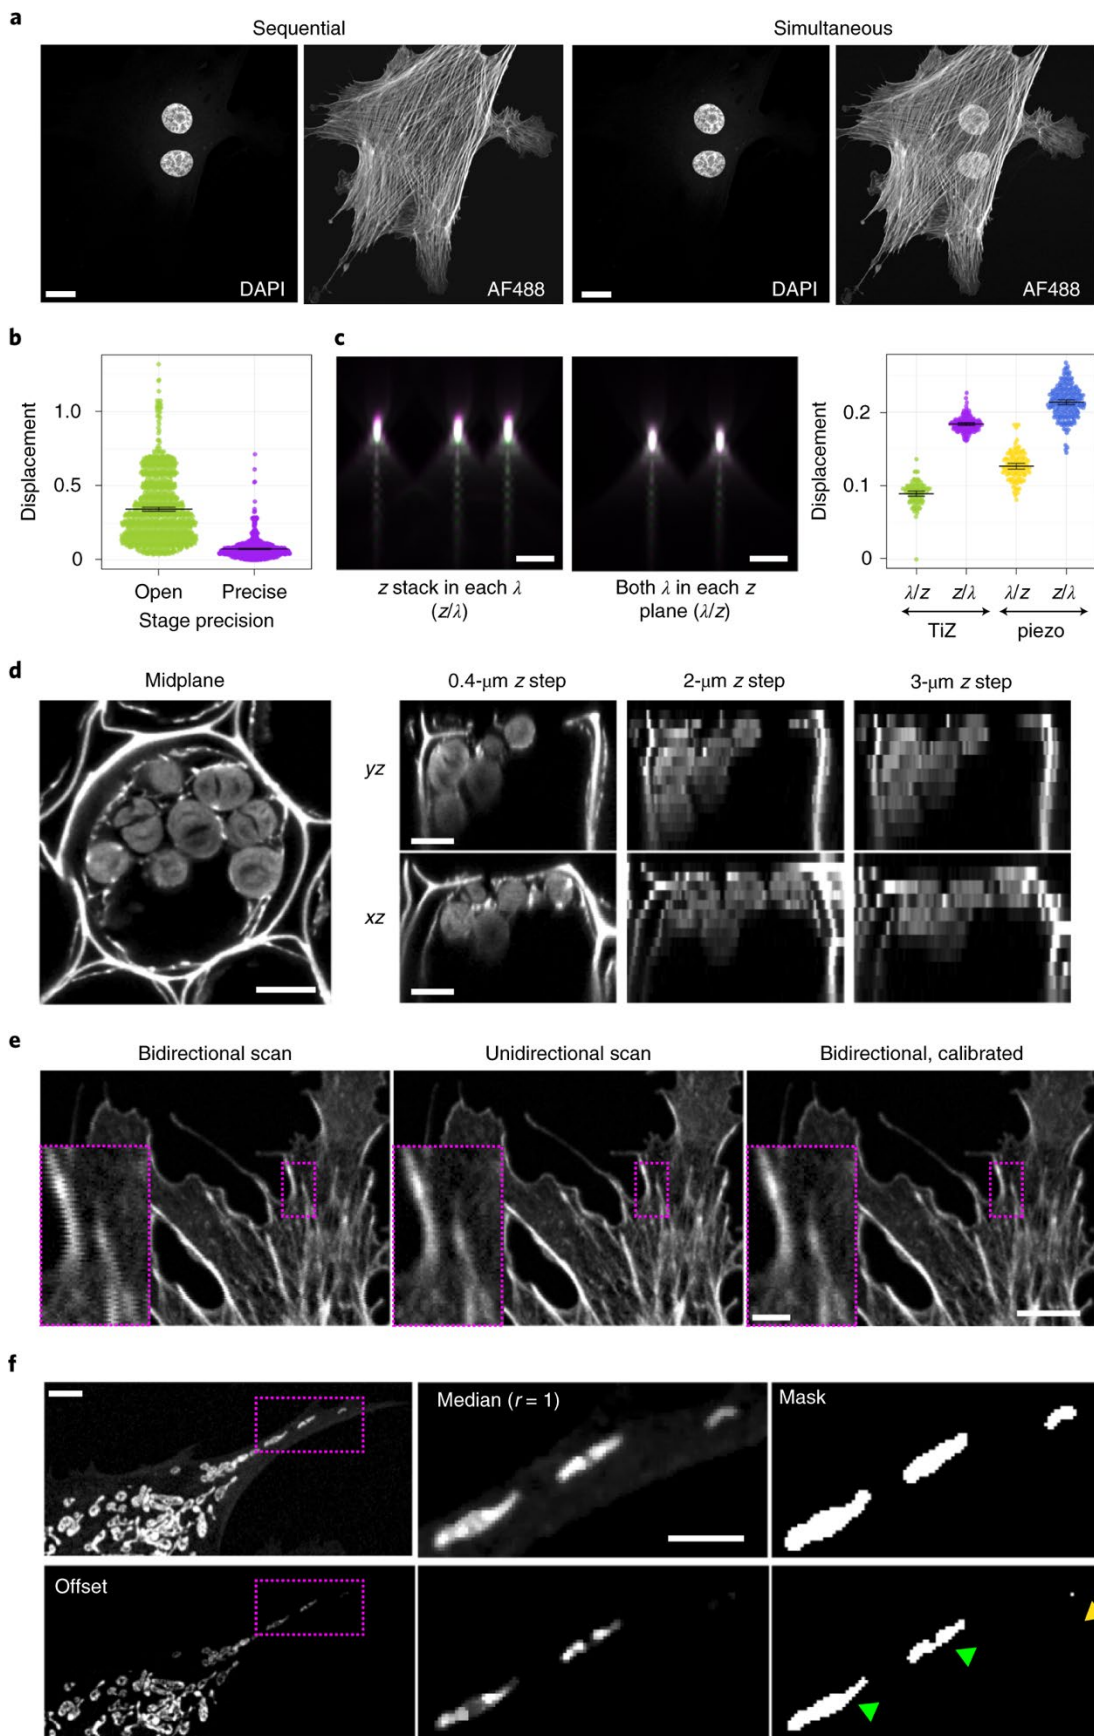 a
Sequential
Simultaneous
DAPI
AF488
DAPI
AF488
b
Displacement
1.0
0.5
0
Open
Precise
Stage precision
c
z stack in each λ
(z/λ)
Both λ in each z
plane (λ/z)
Displacement
0.2
0.1
0
λ/z
z/λ
λ/z
z/λ
TiZ
piezo
d
Midplane
0.4-μm z step
2-μm z step
3-μm z step
yz
xz
e
Bidirectional scan
Unidirectional scan
Bidirectional, calibrated
f
Median (r = 1)
Mask
Offset